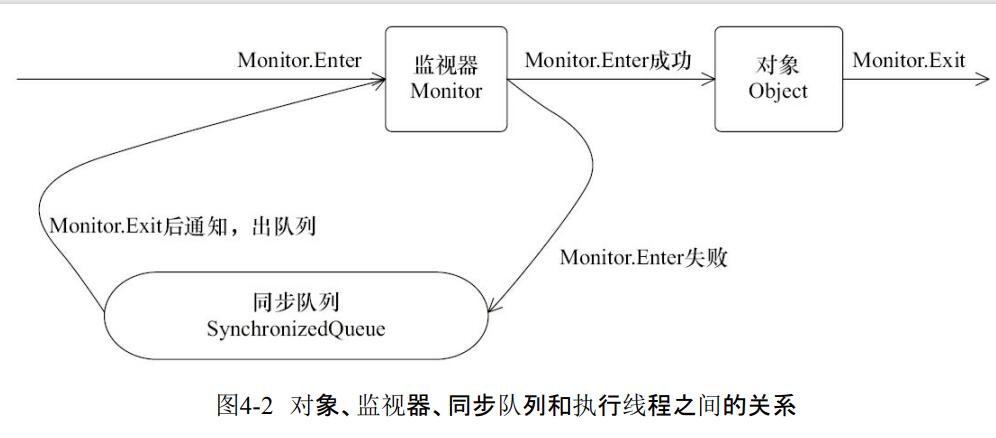 Monitor.Enter
监视器
Monitor
Monitor.Enter成功
对象
Object
Monitor.Exit
Monitor.Exit后通知，出队列
Monitor.Enter失败
同步队列
SynchronizedQueue
图4-2 对象、监视器、同步队列和执行线程之间的关系